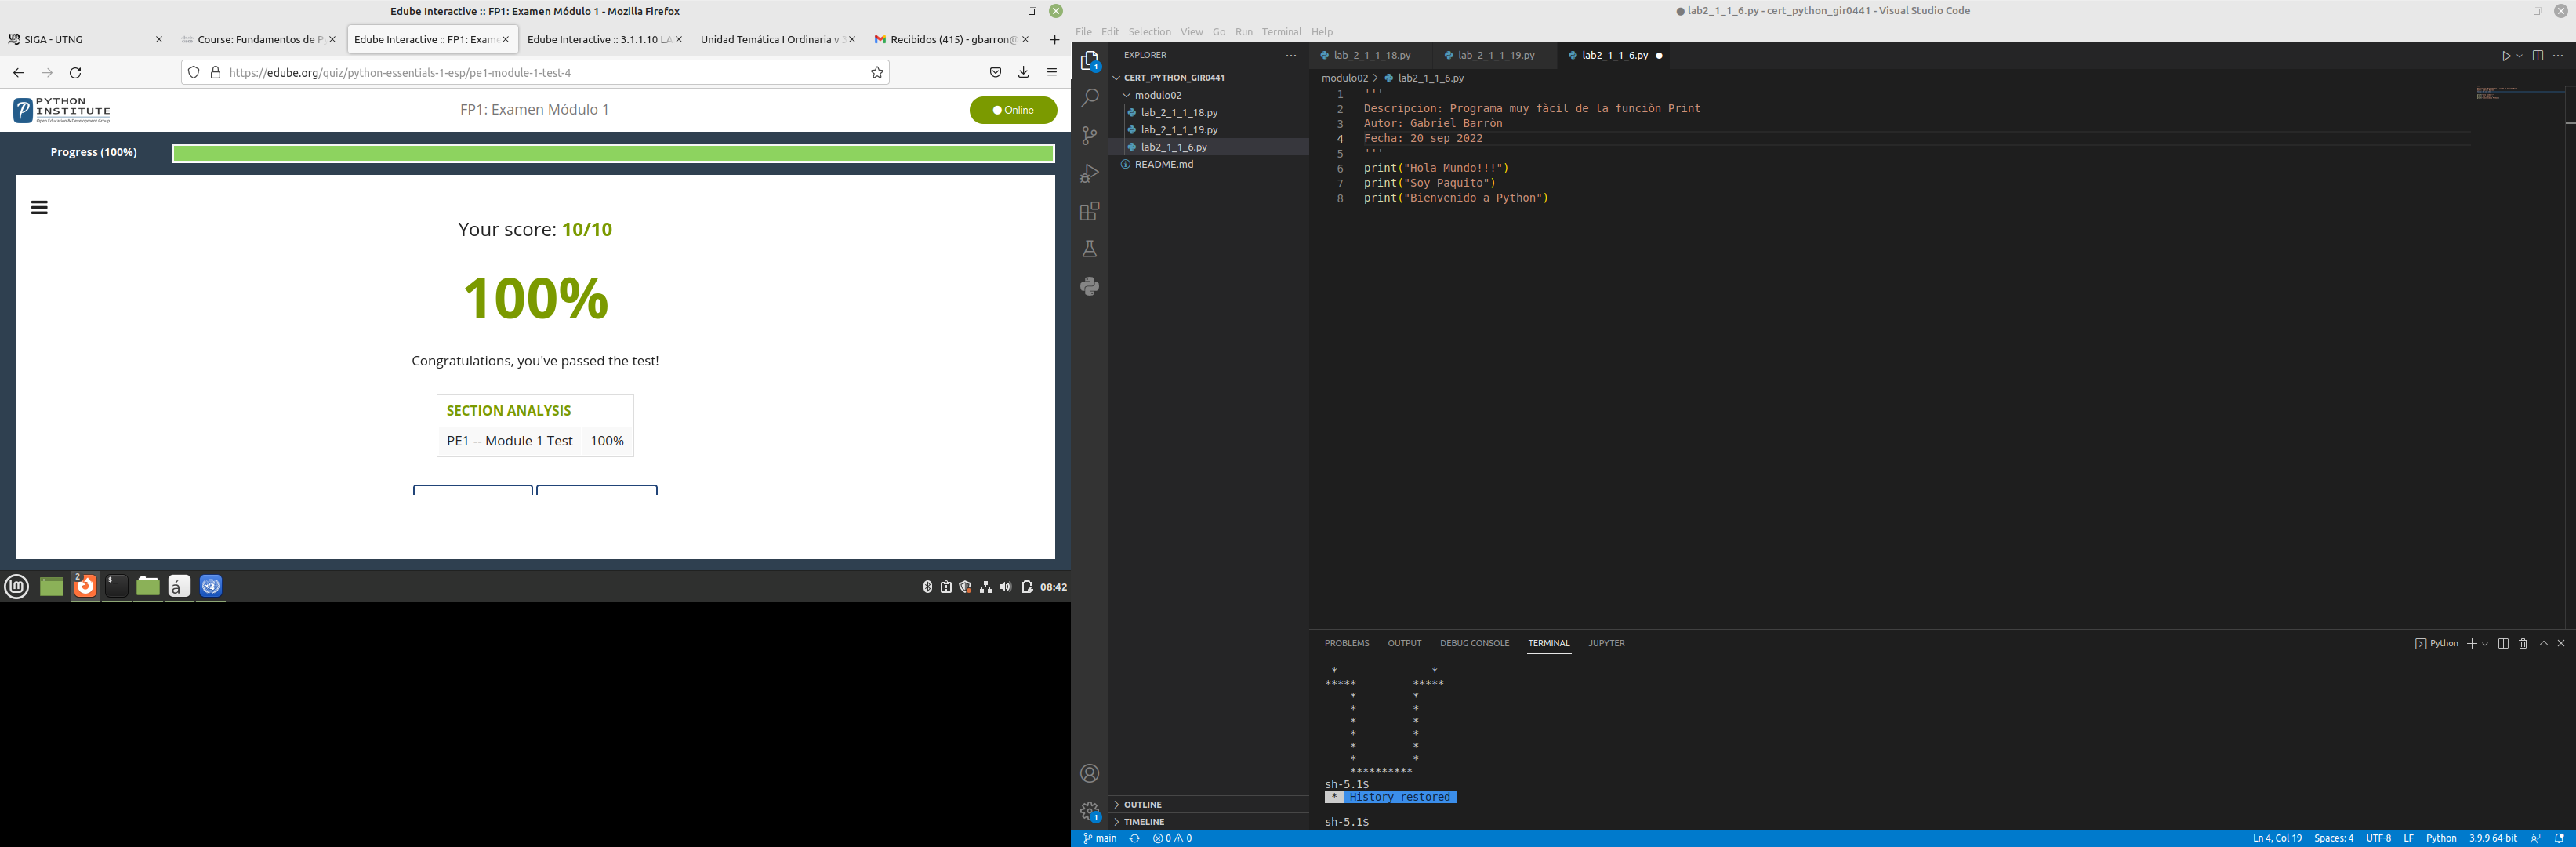 Edube Interactive :: FP1: Examen Módulo 1 - Mozilla Firefox
SIGA - UTNG
Course: Fundamentos de P
Edube Interactive :: FP1: Exame
Edube Interactive :: 3.1.1.10 LA
Unidad Temática I Ordinaria v 3
Recibidos (415) - gbarron@
https://edube.org/quiz/python-essentials-1-esp/pe1-module-1-test-4
PYTHON
INSTITUTE
Open Education & Development Group
FP1: Examen Módulo 1
Online
Progress (100%)
Your score: 10/10
100%
Congratulations, you've passed the test!
SECTION ANALYSIS
PE1 -- Module 1 Test 100%
2
$_
á
08:42
lab2_1_1_6.py - cert_python_gir0441 - Visual Studio Code
File Edit Selection View Go Run Terminal Help
EXPLORER
CERT_PYTHON_GIR0441
modulo02
lab_2_1_1_18.py
lab_2_1_1_19.py
lab2_1_1_6.py
README.md
OUTLINE
TIMELINE
1
1
lab_2_1_1_18.py
lab_2_1_1_19.py
lab2_1_1_6.py
modulo02 > lab2_1_1_6.py
1 '''
2 Descripcion: Programa muy fàcil de la funciòn Print
3 Autor: Gabriel Barròn
4 Fecha: 20 sep 2022
5 '''
6 print("Hola Mundo!!!")
7 print("Soy Paquito")
8 print("Bienvenido a Python")
PROBLEMS OUTPUT DEBUG CONSOLE TERMINAL JUPYTER
Python
*               *
*****         *****
*         *
*         *
*         *
*         *
*         *
*         *
**********
sh-5.1$
* History restored
sh-5.1$
main
0 0
Ln 4, Col 19 Spaces: 4 UTF-8 LF Python 3.9.9 64-bit